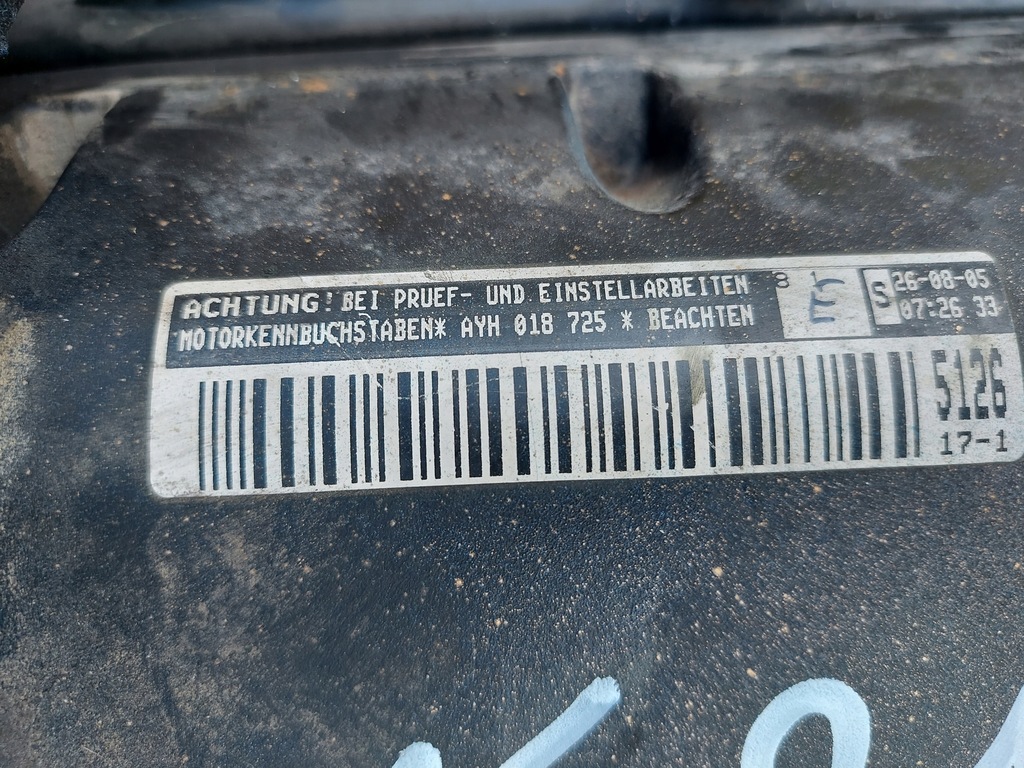 ACHTUNG! BEI PRUEF- UND EINSTELLARBEITEN
MOTORKENNBUCHSTABEN* AYH 018 725 * BEACHTEN
8
E
S
26-08-05
07:26 33
5126
17-1